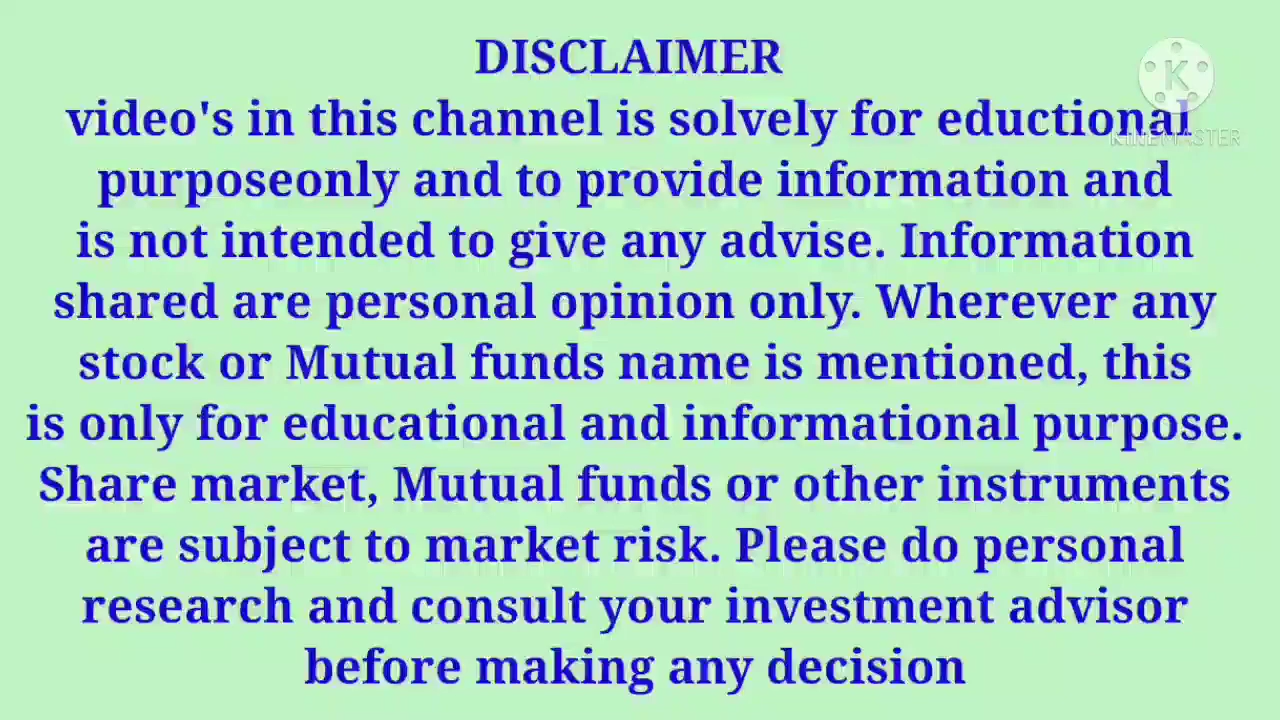 DISCLAIMER
video's in this channel is solvely for eductional
purposeonly and to provide information and
is not intended to give any advise. Information
shared are personal opinion only. Wherever any
stock or Mutual funds name is mentioned, this
is only for educational and informational purpose.
Share market, Mutual funds or other instruments
are subject to market risk. Please do personal
research and consult your investment advisor
before making any decision
K
KINEMASTER